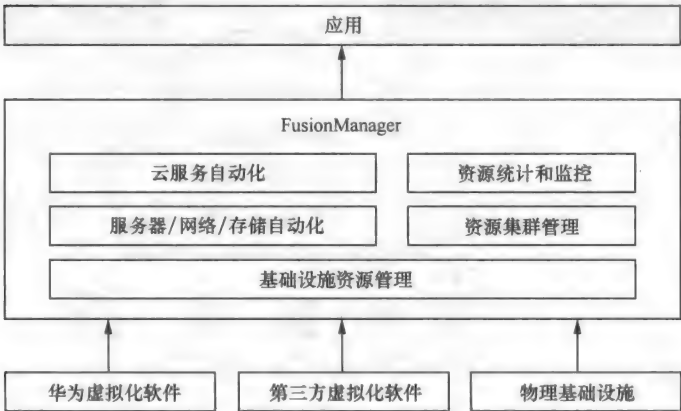 应用
FusionManager
云服务自动化
资源统计和监控
服务器/网络/存储自动化
资源集群管理
基础设施资源管理
华为虚拟化软件
第三方虚拟化软件
物理基础设施